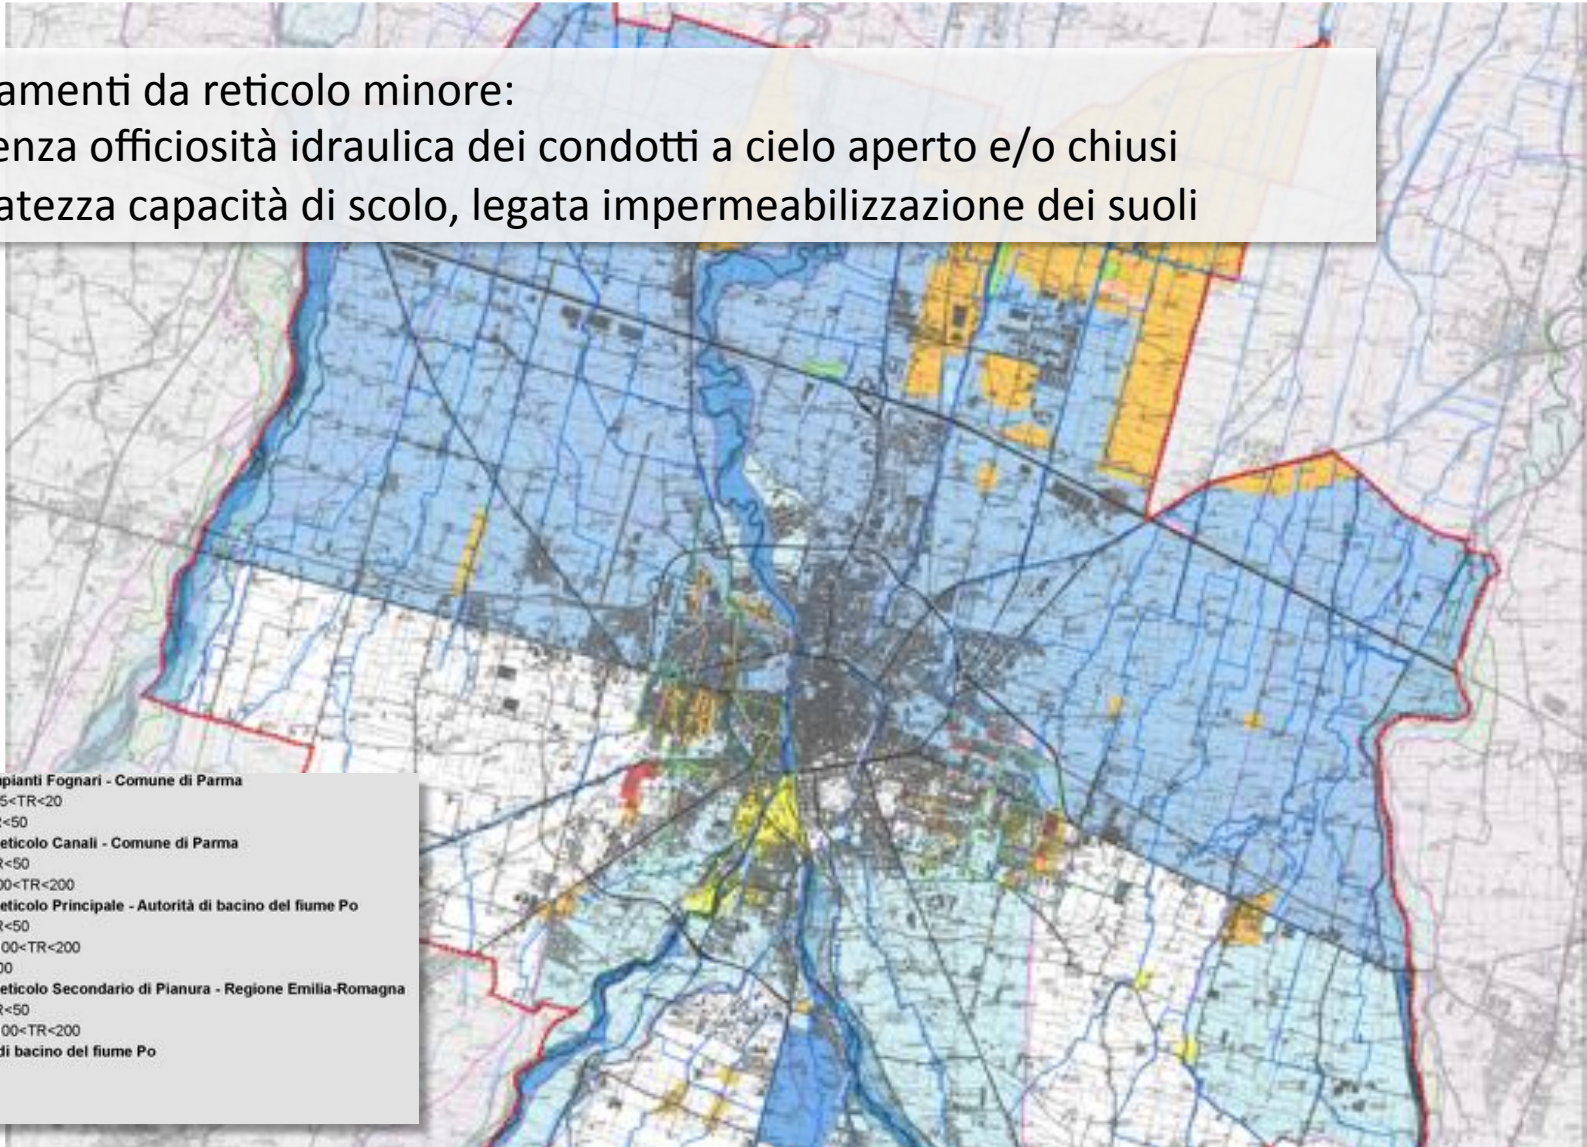 amenti da reticolo minore:
enza officiosità idraulica dei condotti a cielo aperto e/o chiusi
atezza capacità di scolo, legata impermeabilizzazione dei suoli
npianti Fognari - Comune di Parma
5<TR<20
R<50
eticolo Canali - Comune di Parma
R<50
00<TR<200
eticolo Principale - Autorità di bacino del fiume Po
R<50
00<TR<200
00
eticolo Secondario di Pianura - Regione Emilia-Romagna
R<50
00<TR<200
di bacino del fiume Po